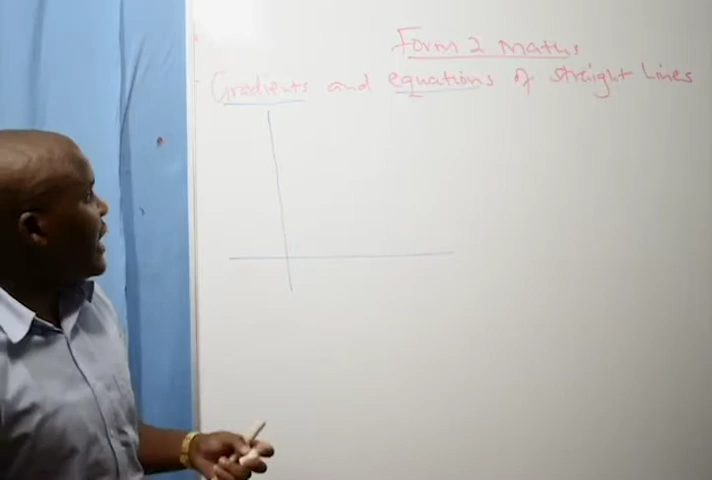 Form 2 maths
Gradients and equations of straight Lines